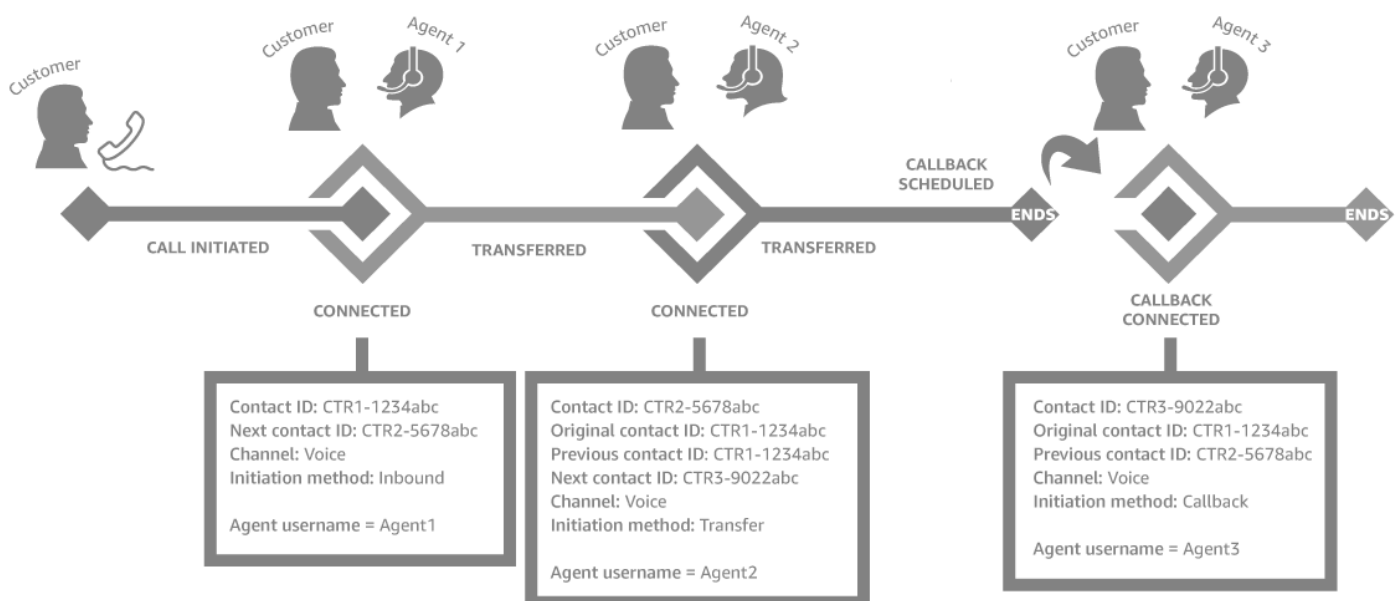 Customer
Customer
Agent 1
Customer
Agent 2
Customer
Agent 3
CALL INITIATED
TRANSFERRED
TRANSFERRED
CALLBACK
SCHEDULED
ENDS
ENDS
CONNECTED
CONNECTED
CALLBACK
CONNECTED
Contact ID: CTR1-1234abc
Next contact ID: CTR2-5678abc
Channel: Voice
Initiation method: Inbound
Agent username = Agent1
Contact ID: CTR2-5678abc
Original contact ID: CTR1-1234abc
Previous contact ID: CTR1-1234abc
Next contact ID: CTR3-9022abc
Channel: Voice
Initiation method: Transfer
Agent username = Agent2
Contact ID: CTR3-9022abc
Original contact ID: CTR1-1234abc
Previous contact ID: CTR2-5678abc
Channel: Voice
Initiation method: Callback
Agent username = Agent3